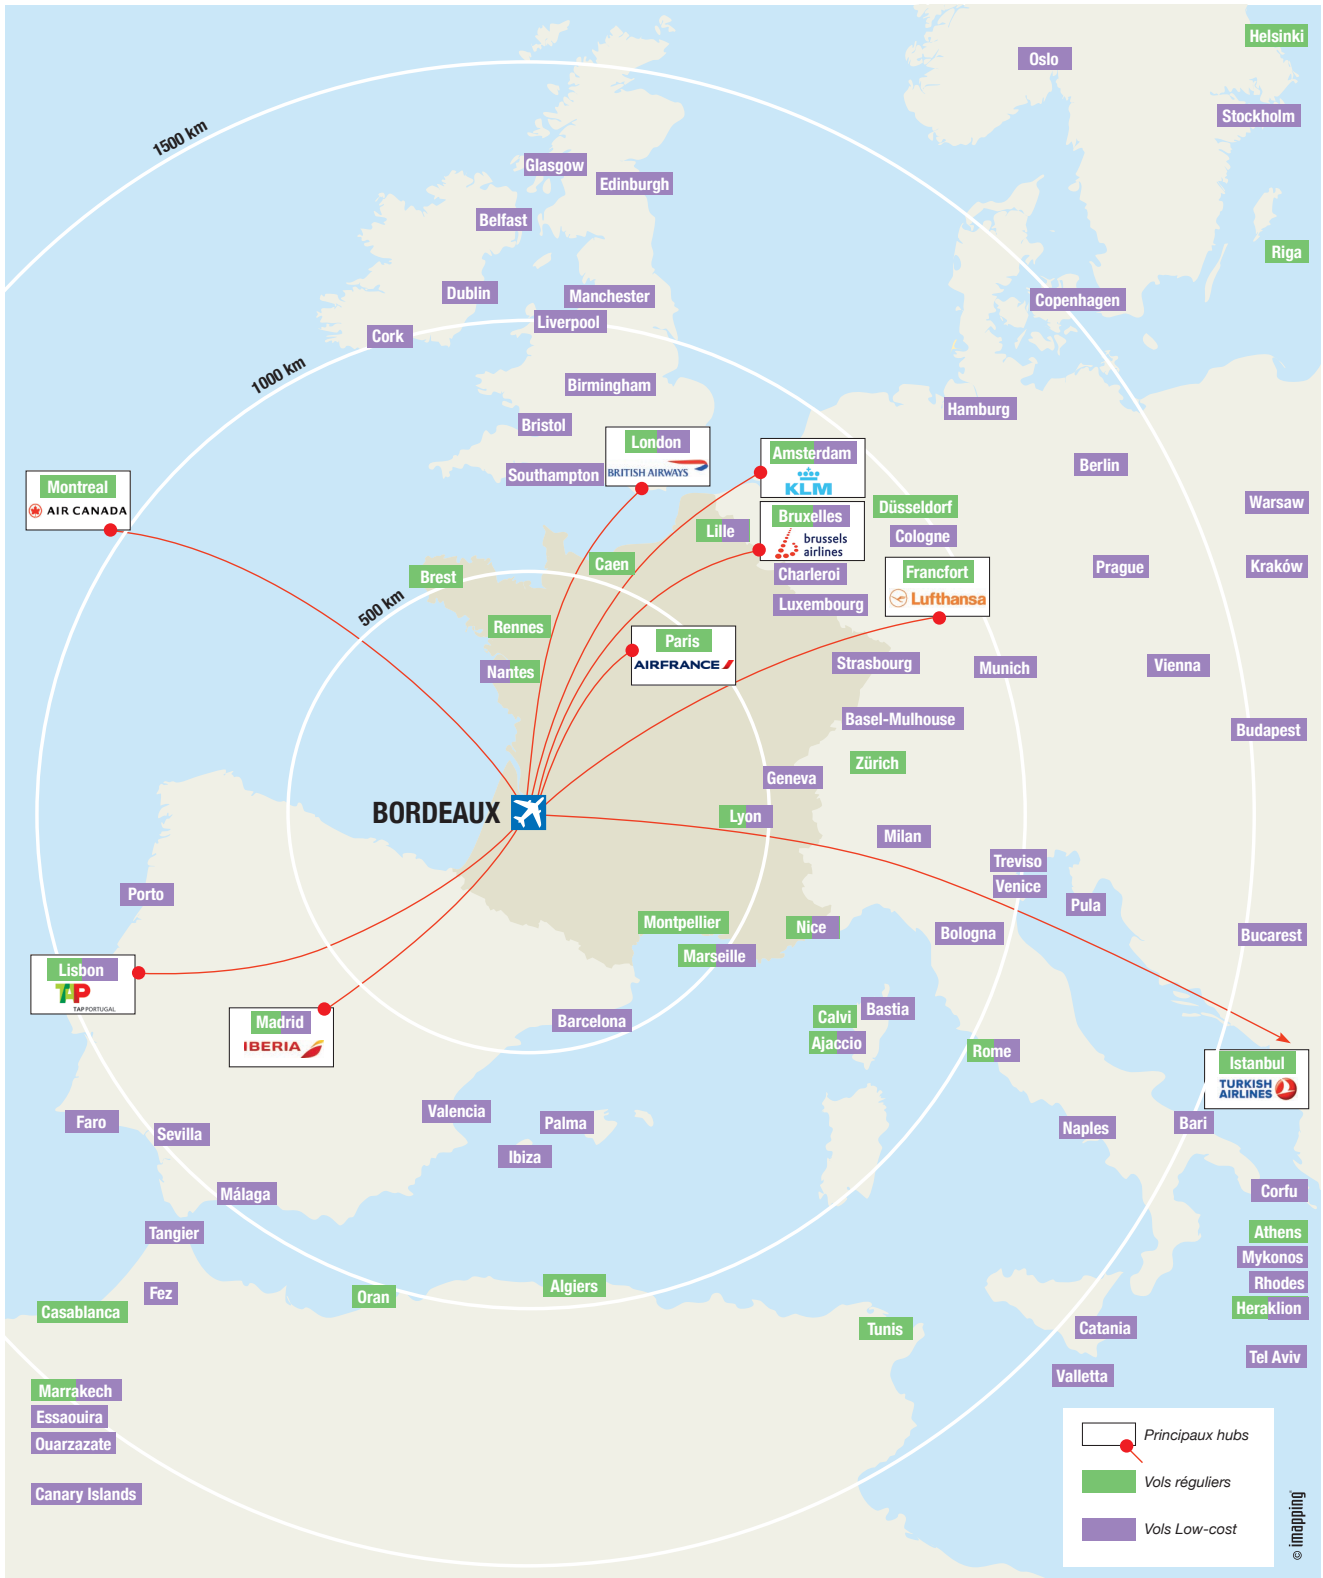 Helsinki
Oslo
Stockholm
1500 km
Glasgow
Edinburgh
Belfast
Riga
Dublin
Manchester
Copenhagen
Liverpool
Cork
1000 km
Birmingham
Hamburg
Bristol
London
BRITISH AIRWAYS
Amsterdam
KLM
Berlin
Southampton
Montreal
AIR CANADA
Warsaw
Düsseldorf
Bruxelles
brussels
airlines
Lille
Cologne
Caen
Brest
Charleroi
Francfort
Lufthansa
Prague
Kraków
500 km
Luxembourg
Rennes
Paris
AIRFRANCE
Nantes
Strasbourg
Munich
Vienna
Basel-Mulhouse
Budapest
Zürich
Geneva
BORDEAUX
Lyon
Milan
Treviso
Venice
Porto
Pula
Montpellier
Nice
Bologna
Bucarest
Marseille
Lisbon
TAP
TAP PORTUGAL
Madrid
IBERIA
Barcelona
Calvi
Bastia
Ajaccio
Rome
Istanbul
TURKISH
AIRLINES
Valencia
Palma
Faro
Sevilla
Naples
Bari
Ibiza
Málaga
Corfu
Tangier
Athens
Mykonos
Fez
Oran
Algiers
Rhodes
Casablanca
Heraklion
Tunis
Catania
Tel Aviv
Valletta
Marrakech
Essaouira
Ouarzazate
Canary Islands
Principaux hubs
Vols réguliers
Vols Low-cost
© imapping